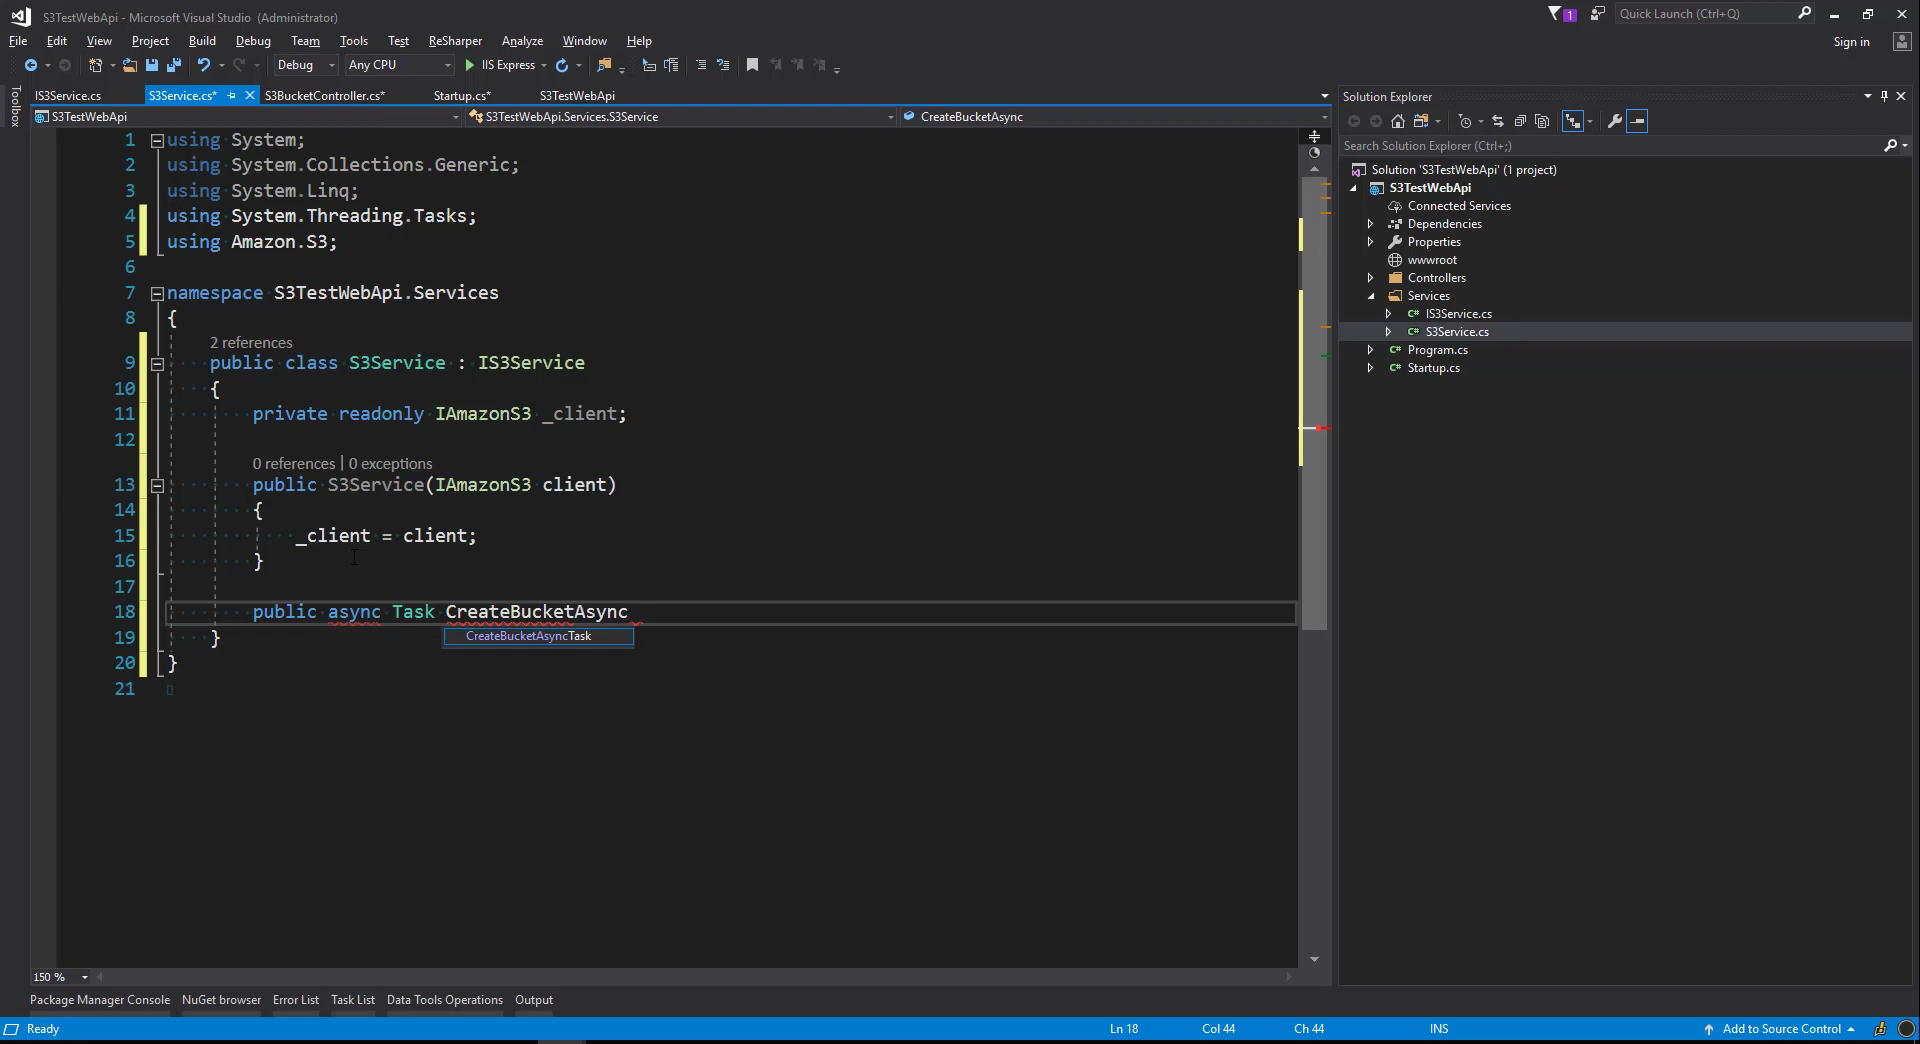 S3TestWebApi - Microsoft Visual Studio (Administrator)
1
Quick Launch (Ctrl+Q)
File Edit View Project Build Debug Team Tools Test ReSharper Analyze Window Help
Sign in
Debug Any CPU IIS Express
Toolbox
IS3Service.cs S3Service.cs* S3BucketController.cs* Startup.cs* S3TestWebApi
S3TestWebApi S3TestWebApi.Services.S3Service CreateBucketAsync
1 using System;
2 using System.Collections.Generic;
3 using System.Linq;
4 using System.Threading.Tasks;
5 using Amazon.S3;
6
7 namespace S3TestWebApi.Services
8 {
2 references
9 public class S3Service : IS3Service
10 {
11 private readonly IAmazonS3 _client;
12
0 references | 0 exceptions
13 public S3Service(IAmazonS3 client)
14 {
15 _client = client;
16 }
17
18 public async Task CreateBucketAsync
CreateBucketAsyncTask
19 }
20 }
21
150 %
Solution Explorer
Search Solution Explorer (Ctrl+;)
Solution 'S3TestWebApi' (1 project)
S3TestWebApi
Connected Services
Dependencies
Properties
wwwroot
Controllers
Services
C# IS3Service.cs
C# S3Service.cs
C# Program.cs
C# Startup.cs
Package Manager Console NuGet browser Error List Task List Data Tools Operations Output
Ready Ln 18 Col 44 Ch 44 INS Add to Source Control